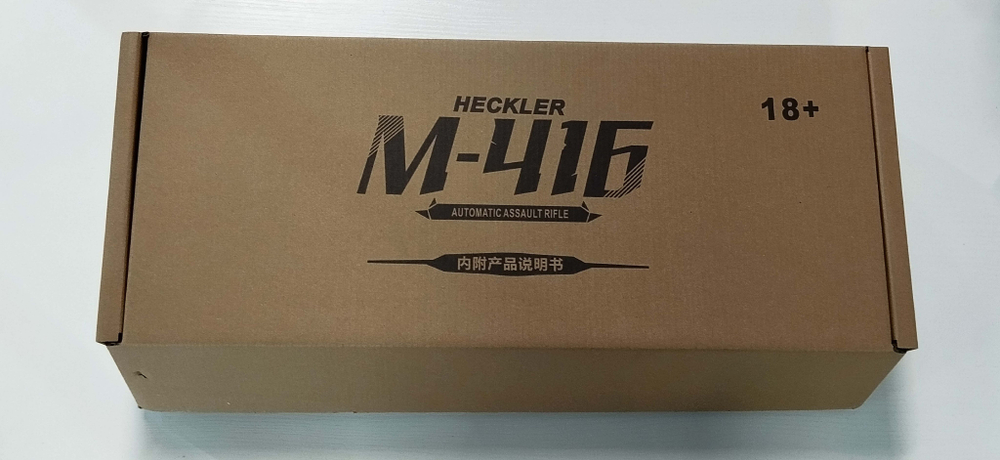 HECKLER
18+
M-416
AUTOMATIC ASSAULT RIFLE
内附产品说明书